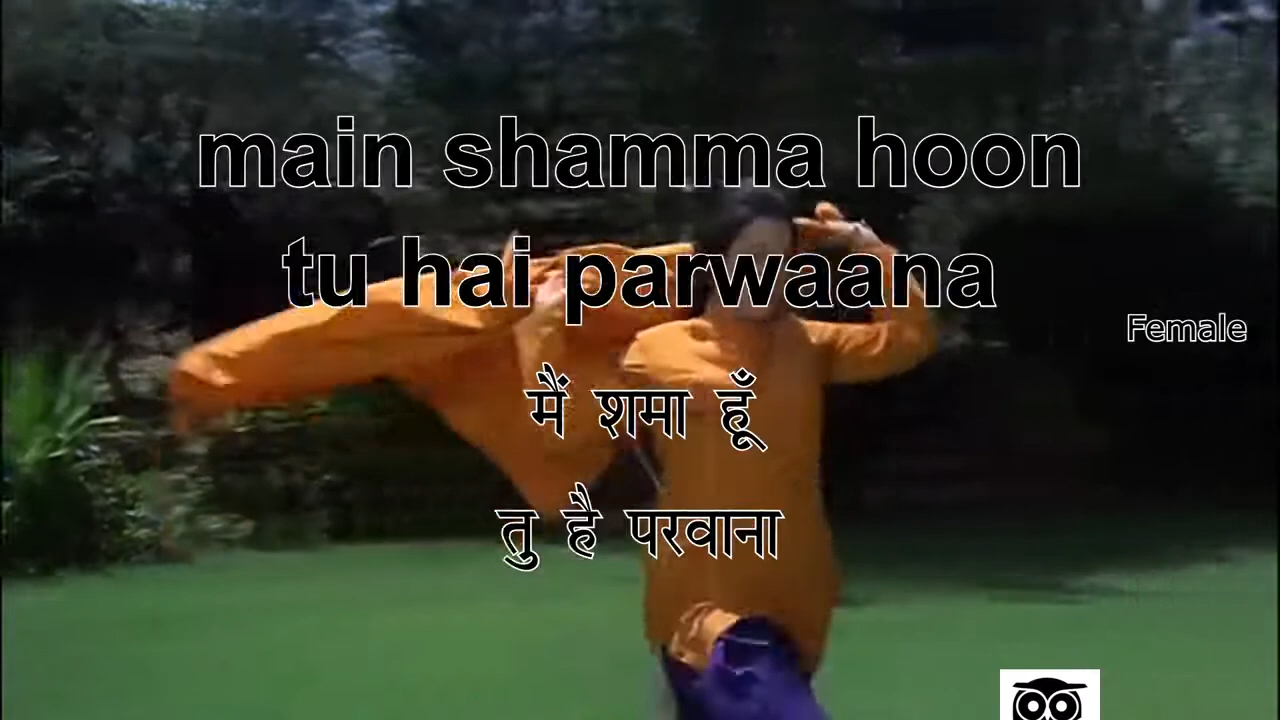 main shamma hoon
tu hai parwaana
Female
मैं शमा हूँ
तु है परवाना